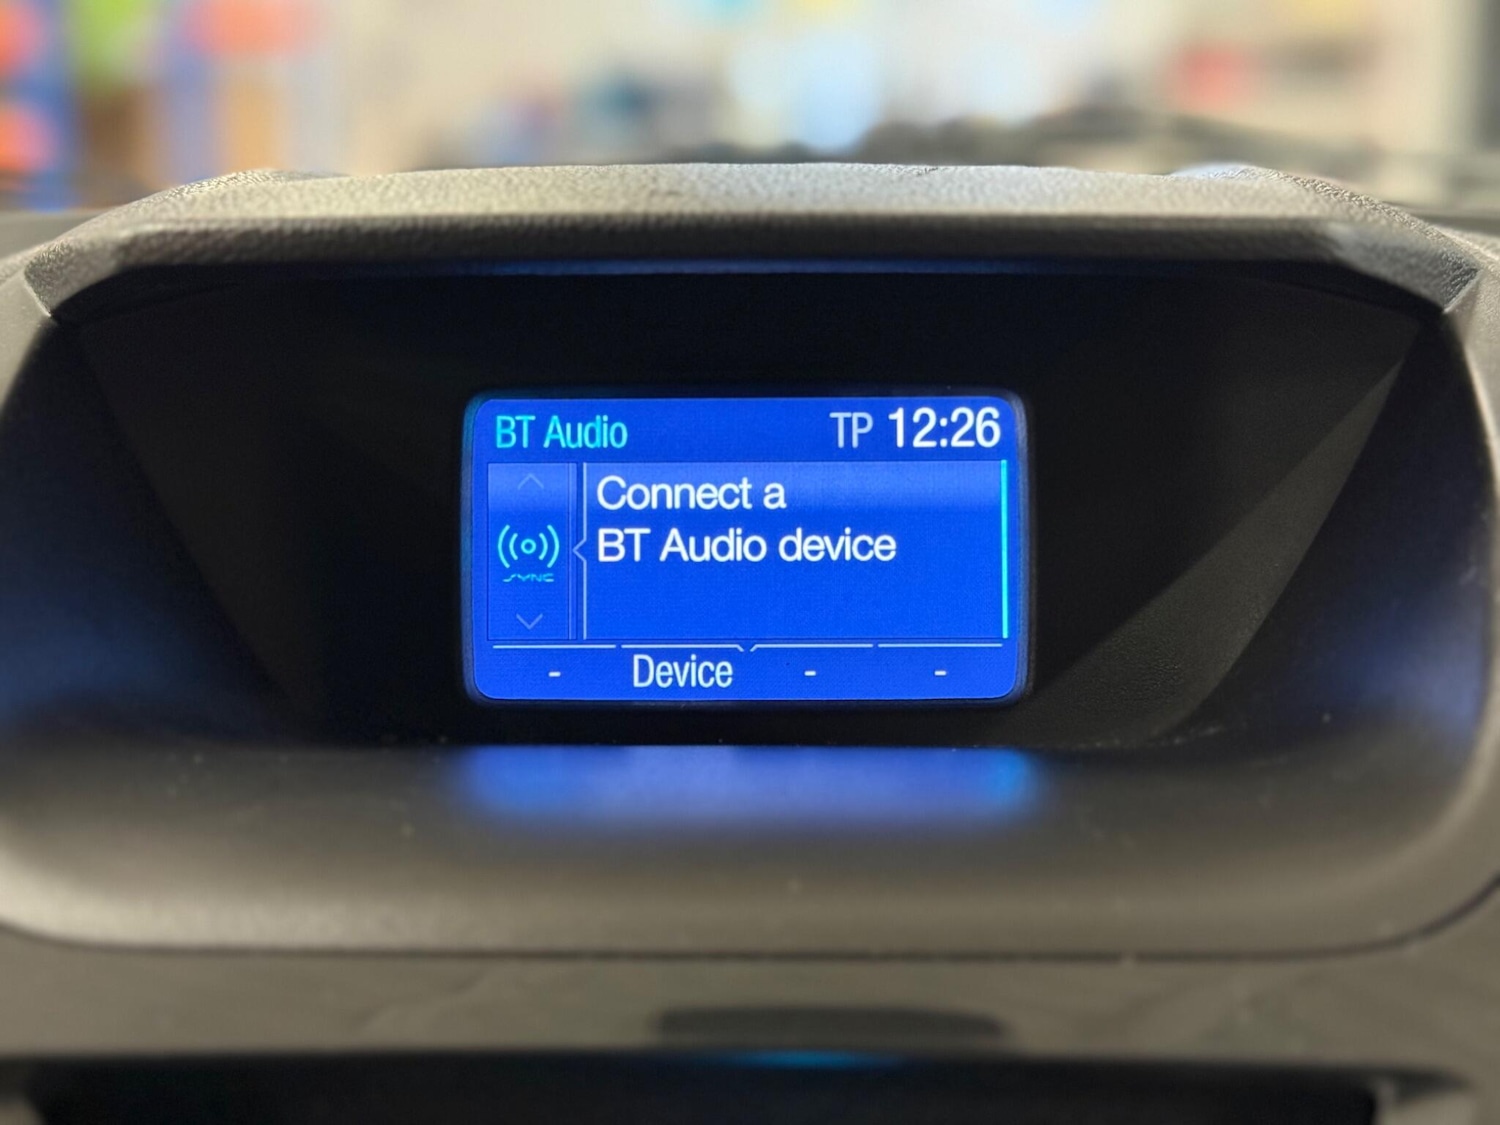 BT Audio TP 12:26
Connect a
BT Audio device
SYNC
- Device - -